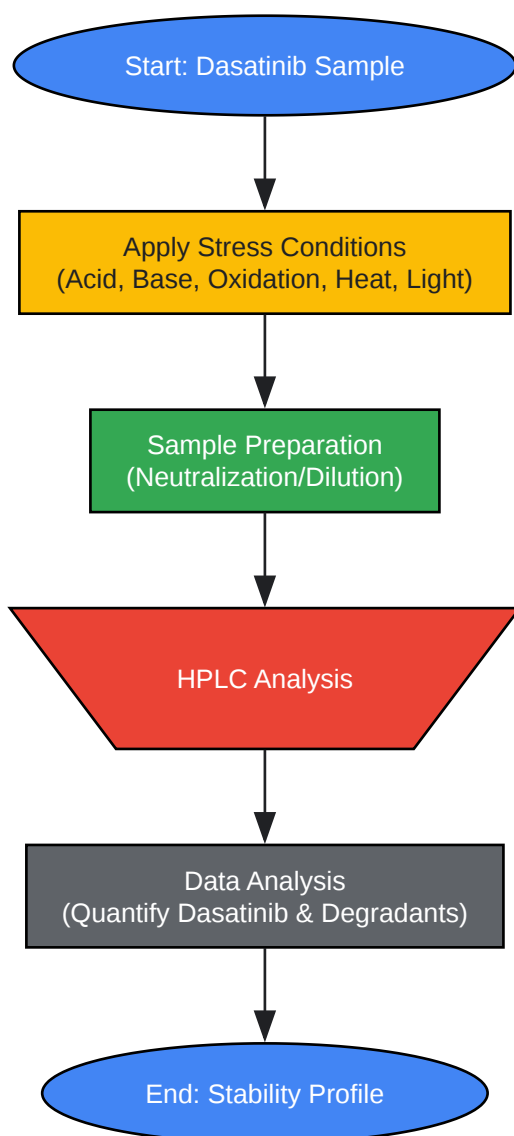 Start: Dasatinib Sample
Apply Stress Conditions
(Acid, Base, Oxidation, Heat, Light)
Sample Preparation
(Neutralization/Dilution)
HPLC Analysis
Data Analysis
(Quantify Dasatinib & Degradants)
End: Stability Profile